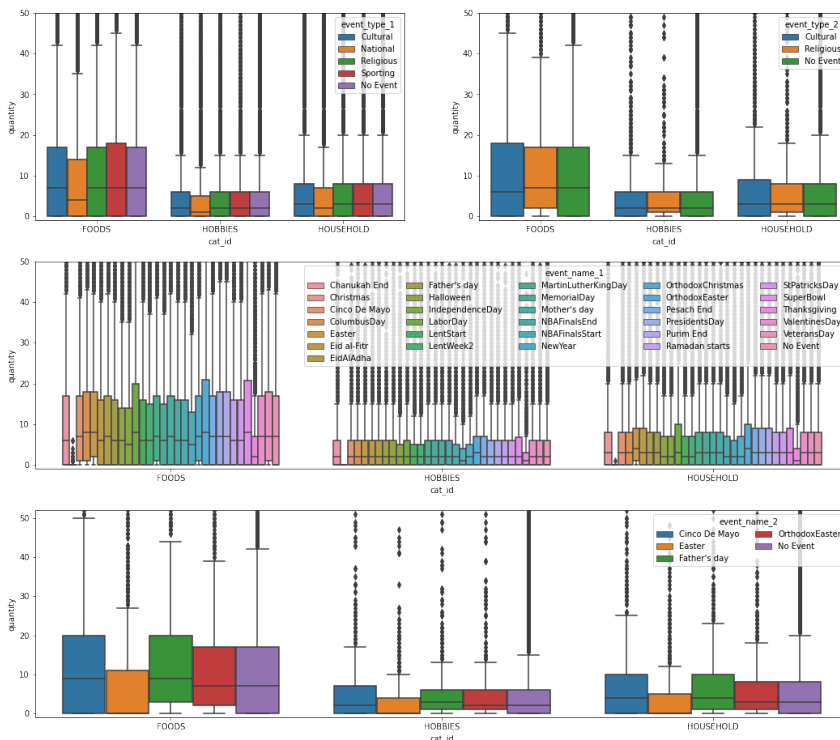 event_type_1
Cultural
National
Religious
Sporting
No Event
quantity
50
40
30
20
10
0
FOODS HOBBIES HOUSEHOLD
cat_id
event_type_2
Cultural
Religious
No Event
quantity
50
40
30
20
10
0
FOODS HOBBIES HOUSEHOLD
cat_id
event_name_1
Chanukah End Father's day MartinLutherKingDay OrthodoxChristmas StPatricksDay
Christmas Halloween MemorialDay OrthodoxEaster SuperBowl
Cinco De Mayo IndependenceDay Mother's day Pesach End Thanksgiving
ColumbusDay LaborDay NBAFinalsEnd PresidentsDay ValentinesDay
Easter LentStart NBAFinalsStart Purim End VeteransDay
Eid al-Fitr LentWeek2 NewYear Ramadan starts No Event
EidAlAdha
quantity
50
40
30
20
10
0
FOODS HOBBIES HOUSEHOLD
cat_id
event_name_2
Cinco De Mayo OrthodoxEaster
Easter No Event
Father's day
quantity
50
40
30
20
10
0
FOODS HOBBIES HOUSEHOLD
cat_id